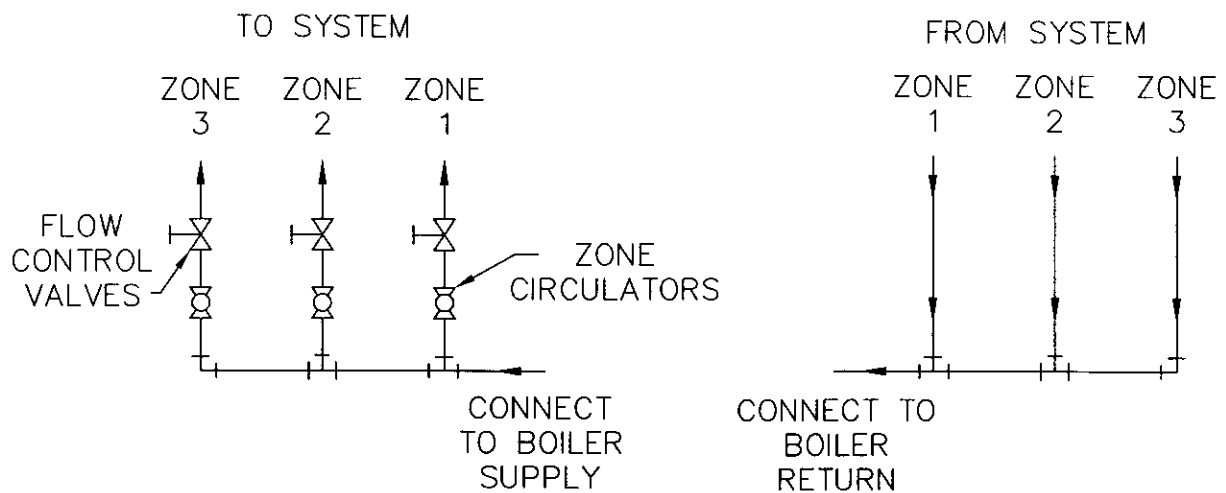 TO SYSTEM
ZONE
3
ZONE
2
ZONE
1
FLOW
CONTROL
VALVES
ZONE
CIRCULATORS
CONNECT
TO BOILER
SUPPLY
FROM SYSTEM
ZONE
1
ZONE
2
ZONE
3
CONNECT TO
BOILER
RETURN